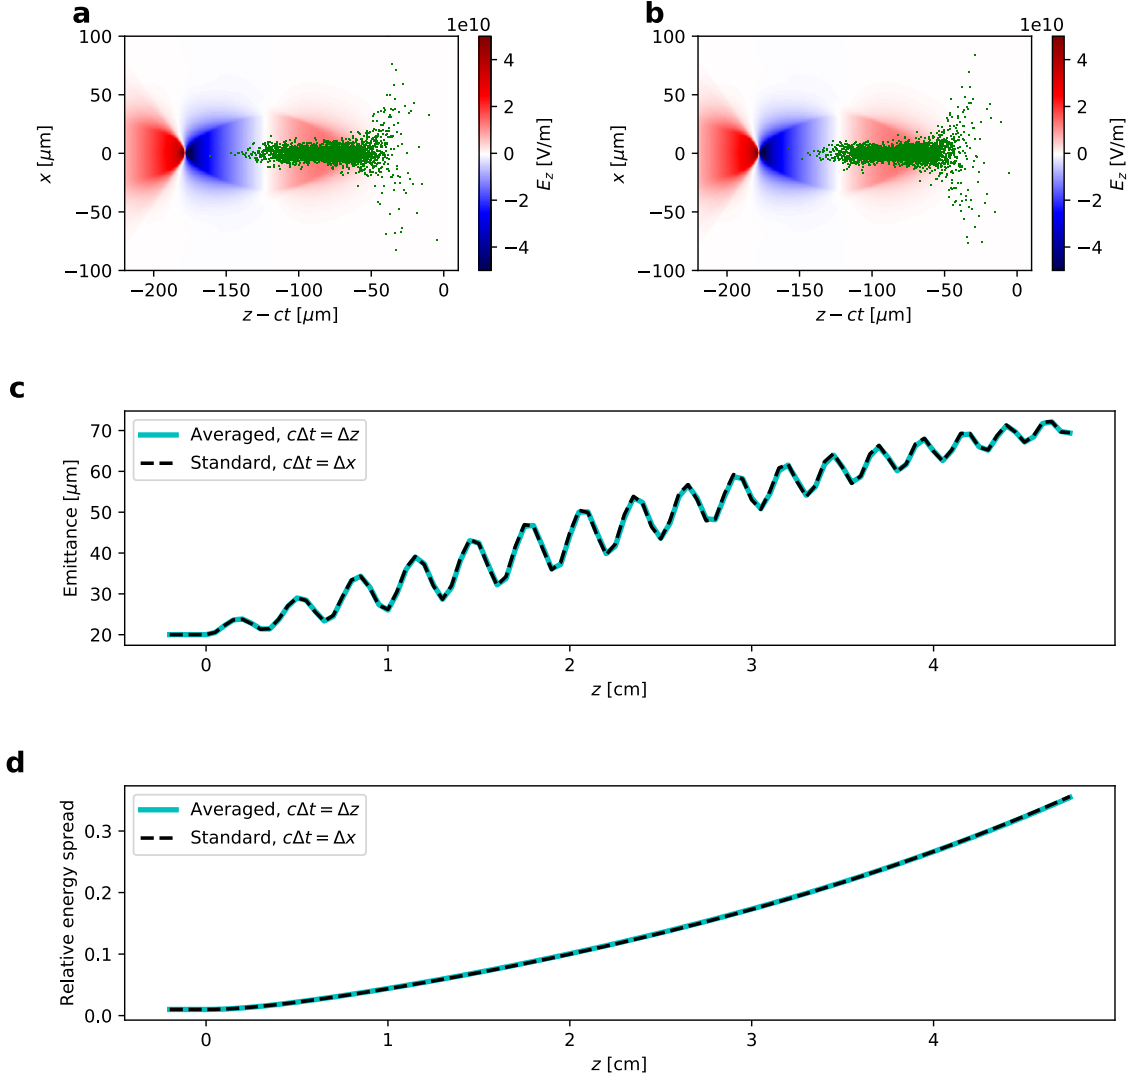 a
1e10
100
50
0
−50
−100
x [μm]
−200
−150
−100
−50
0
z − ct [μm]
4
2
0
−2
−4
E_z [V/m]
b
1e10
100
50
0
−50
−100
x [μm]
−200
−150
−100
−50
0
z − ct [μm]
4
2
0
−2
−4
E_z [V/m]
c
Averaged, cΔt = Δz
Standard, cΔt = Δx
70
60
50
40
30
20
Emittance [μm]
0
1
2
3
4
z [cm]
d
Averaged, cΔt = Δz
Standard, cΔt = Δx
0.3
0.2
0.1
0.0
Relative energy spread
0
1
2
3
4
z [cm]